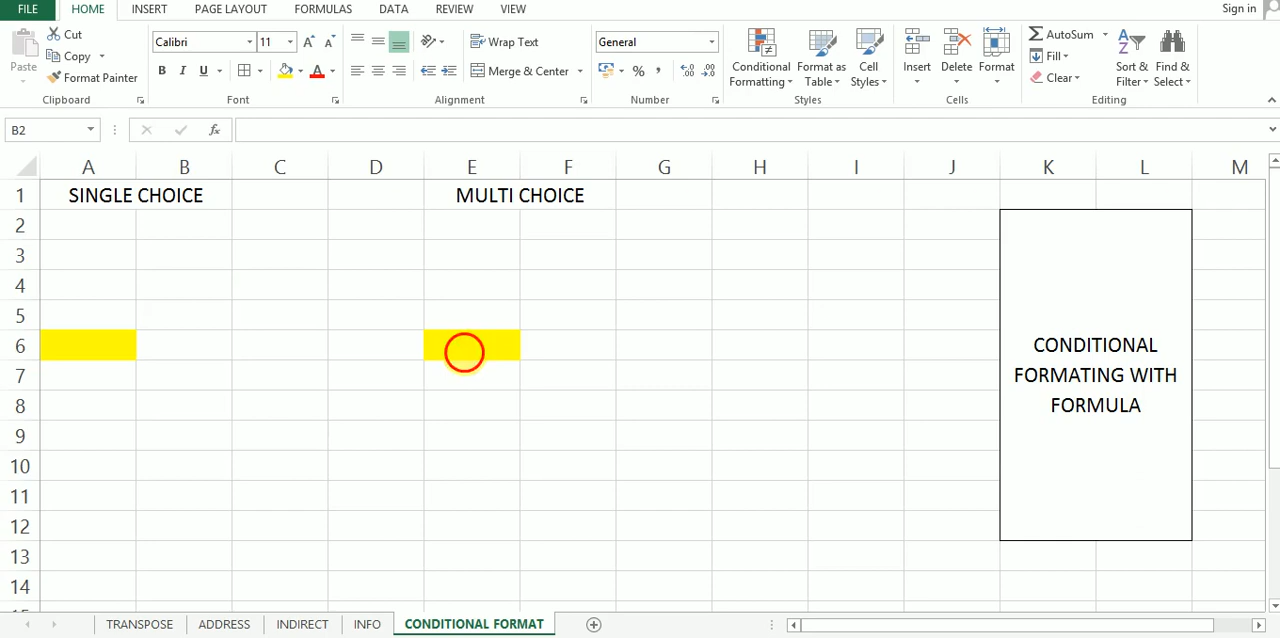 FILE HOME INSERT PAGE LAYOUT FORMULAS DATA REVIEW VIEW Sign in
Paste Cut Copy Format Painter Clipboard
Calibri 11 B I U Font
Wrap Text Merge & Center Alignment
General % , Number
Conditional Formatting Format as Table Cell Styles Styles
Insert Delete Format Cells
AutoSum Fill Clear Sort & Filter Find & Select Editing
B2 fx
A B C D E F G H I J K L M
1 SINGLE CHOICE MULTI CHOICE
2
3
4
5
6
7
8
9
10
11
12
13
14
CONDITIONAL
FORMATING WITH
FORMULA
TRANSPOSE ADDRESS INDIRECT INFO CONDITIONAL FORMAT